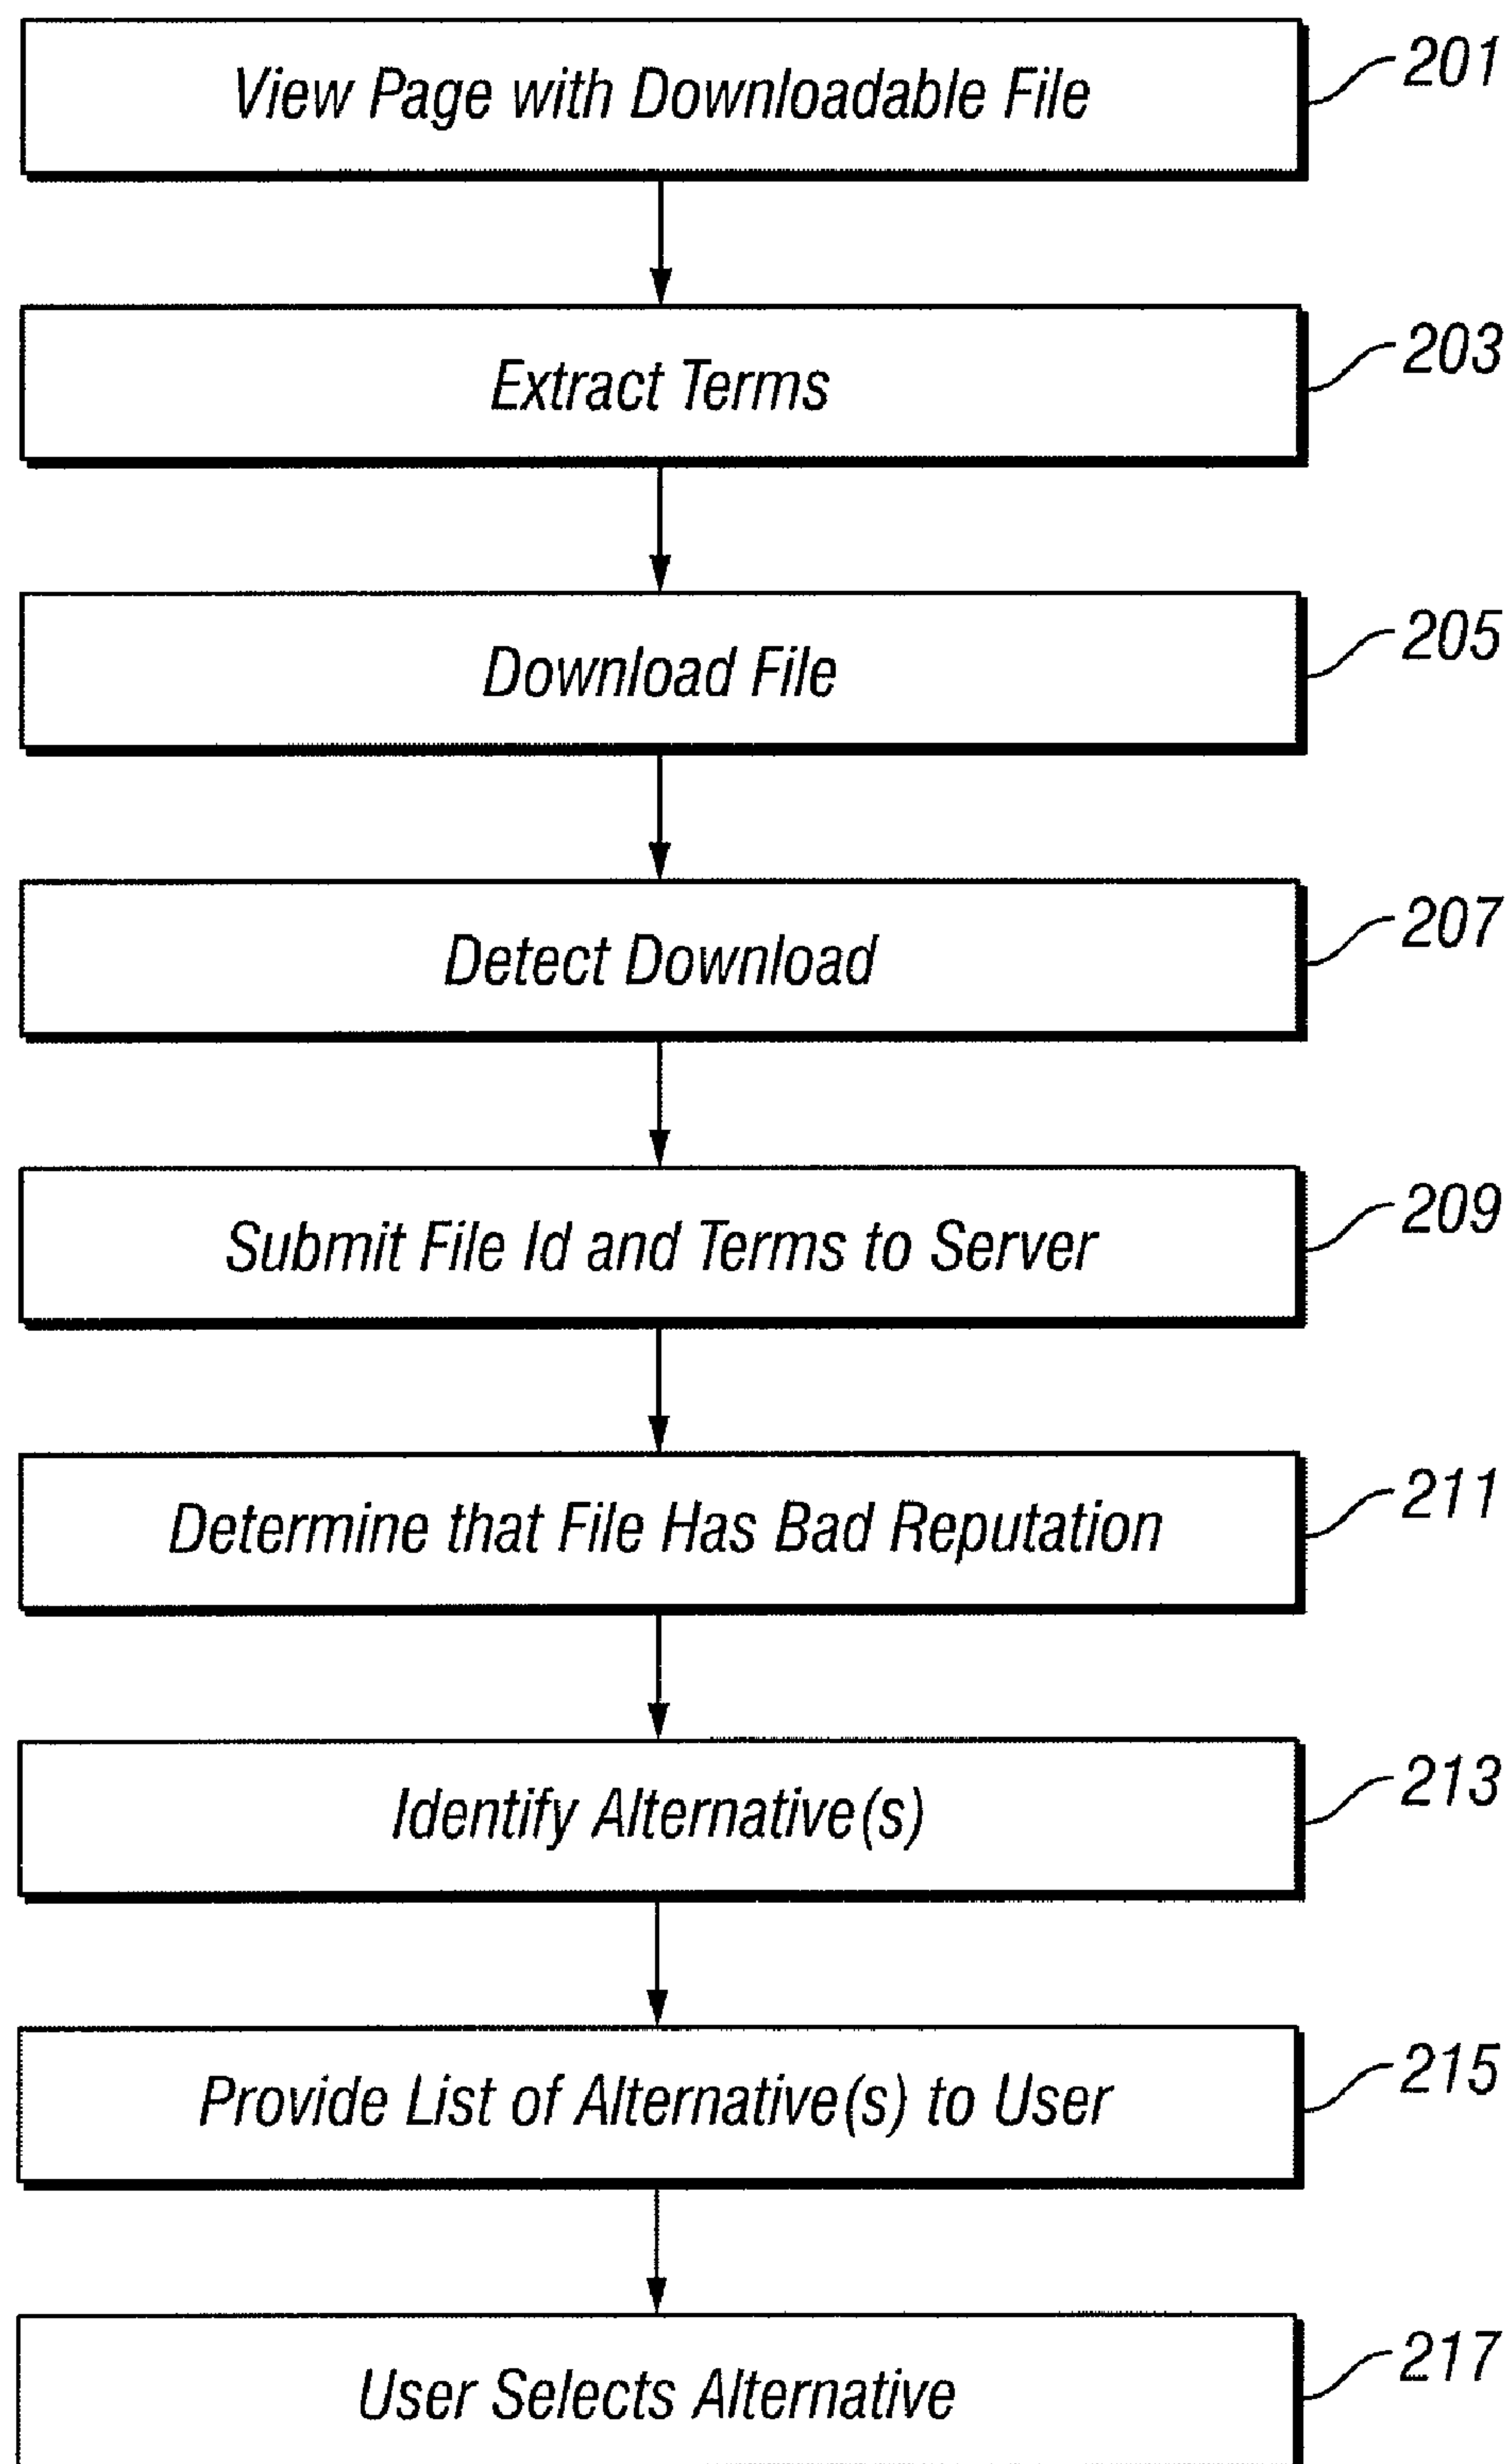 View Page with Downloadable File
201
Extract Terms
203
Download File
205
Detect Download
207
Submit File Id and Terms to Server
209
Determine that File Has Bad Reputation
211
Identify Alternative(s)
213
Provide List of Alternative(s) to User
215
User Selects Alternative
217